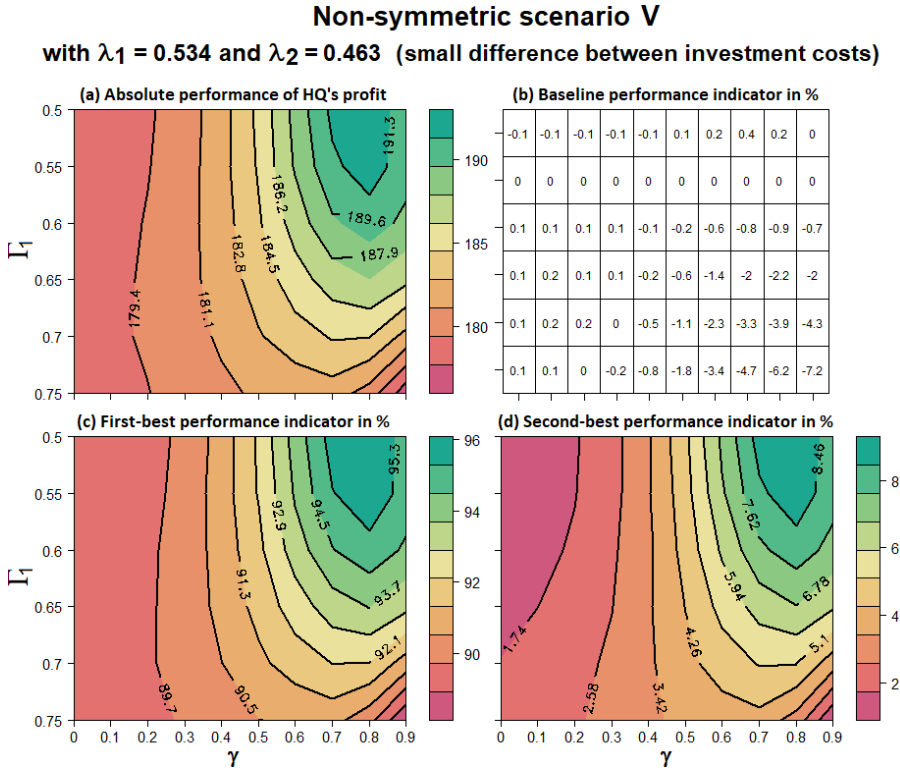 Non-symmetric scenario V
with λ1 = 0.534 and λ2 = 0.463 (small difference between investment costs)
(a) Absolute performance of HQ's profit
0.5
0.55
0.6
0.65
0.7
0.75
Γ1
191.3
186.2
189.6
182.8
184.5
187.9
179.4
181.1
190
185
180
(b) Baseline performance indicator in %
-0.1 -0.1 -0.1 -0.1 -0.1 0.1 0.2 0.4 0.2 0
0 0 0 0 0 0 0 0 0 0
0.1 0.1 0.1 0.1 -0.1 -0.2 -0.6 -0.8 -0.9 -0.7
0.1 0.2 0.1 0.1 -0.2 -0.6 -1.4 -2 -2.2 -2
0.1 0.2 0.2 0 -0.5 -1.1 -2.3 -3.3 -3.9 -4.3
0.1 0.1 0 -0.2 -0.8 -1.8 -3.4 -4.7 -6.2 -7.2
(c) First-best performance indicator in %
0.5
0.55
0.6
0.65
0.7
0.75
Γ1
95.3
94.5
92.9
91.3
93.7
92.1
89.7
90.5
0 0.1 0.2 0.3 0.4 0.5 0.6 0.7 0.8 0.9
γ
96
94
92
90
(d) Second-best performance indicator in %
8.46
7.62
5.94
6.78
1.74
4.26
5.1
2.58
3.42
0 0.1 0.2 0.3 0.4 0.5 0.6 0.7 0.8 0.9
γ
8
6
4
2